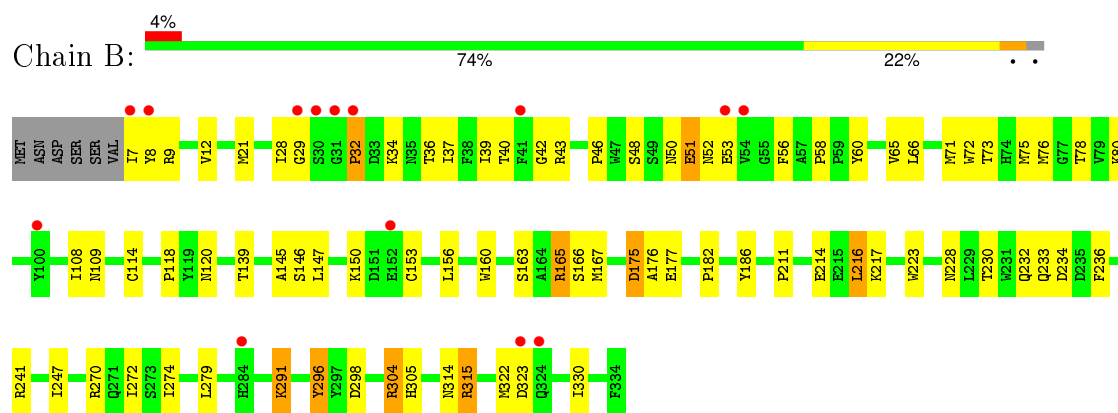 4%
Chain B:
74% 22% • •
MET ASN ASP SER SER VAL I7 Y8 R9 V12 M21 I28 G29 S30 G31 P32 D33 K34 N35 T36 I37 F38 I39 T40 F41 G42 R43 P46 W47 S48 S49 N50 E51 N52 E53 V54 G55 F56 A57 P58 P59 Y60 V65 L66 M71 W72 T73 H74 M75 M76 G77 T78 V79 K80
Y100 I108 N109 C114 P118 Y119 N120 T139 A145 S146 L147 K150 D151 E152 C153 L156 W160 S163 A164 R165 S166 M167 D175 A176 E177 P182 Y186 P211 E214 E215 L216 K217 W223 N228 L229 T230 W231 Q232 Q233 D234 D235 F236
R241 I247 R270 Q271 I272 S273 I274 L279 H284 K291 Y296 Y297 D298 R304 H305 N314 R315 M322 D323 Q324 I330 F334